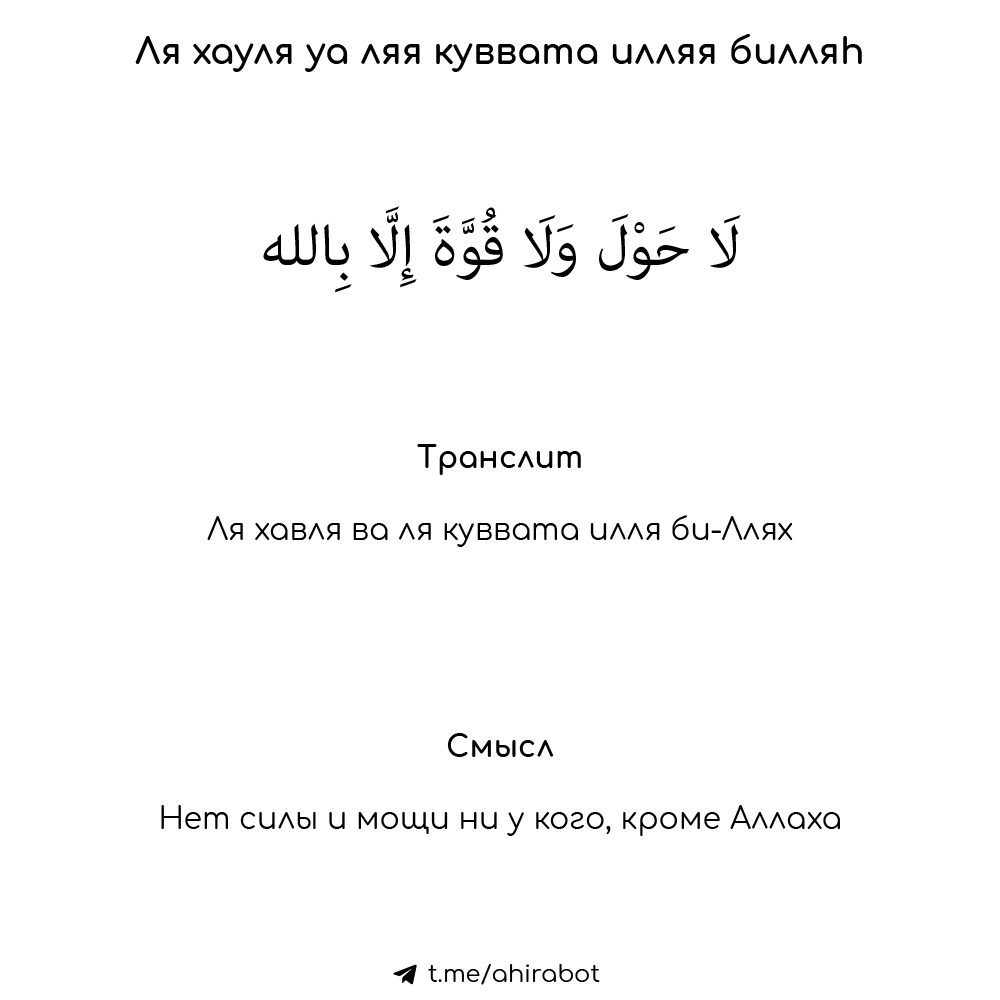 Ля хауля уа ляя куввата илляя билляһ
لَا حَوْلَ وَلَا قُوَّةَ إِلَّا بِالله
Транслит
Ля хавля ва ля куввата илля би-Ллях
Смысл
Нет силы и мощи ни у кого, кроме Аллаха
t.me/ahirabot